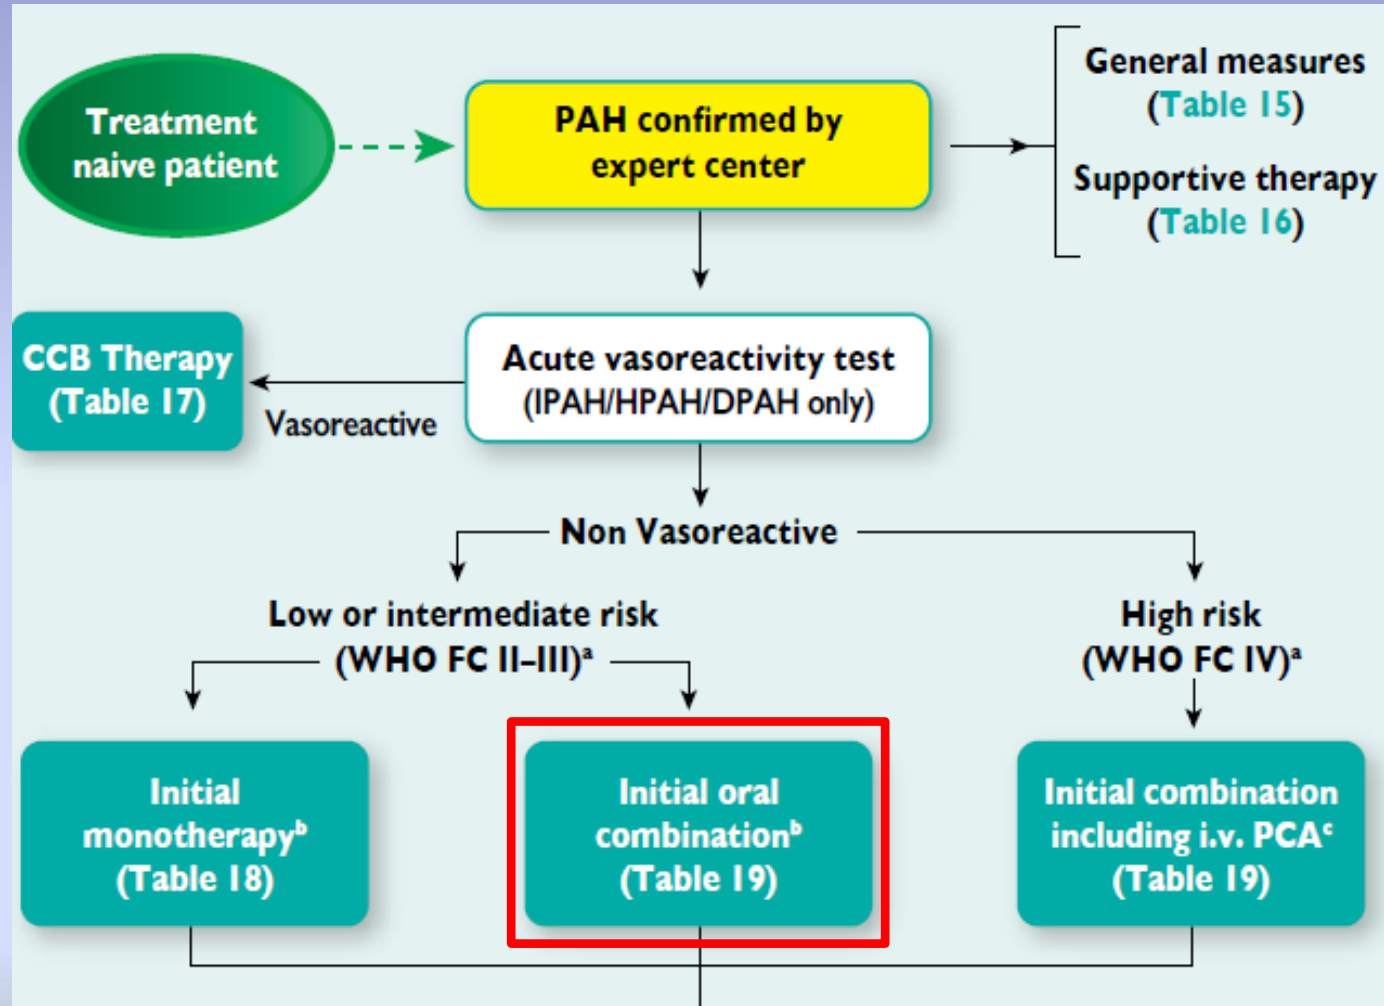 Treatment
naive patient
PAH confirmed by
expert center
General measures
(Table 15)
Supportive therapy
(Table 16)
CCB Therapy
(Table 17)
Vasoreactive
Acute vasoreactivity test
(IPAH/HPAH/DPAH only)
Non Vasoreactive
Low or intermediate risk
(WHO FC II–III)ª
High risk
(WHO FC IV)ª
Initial
monotherapyᵇ
(Table 18)
Initial oral
combinationᵇ
(Table 19)
Initial combination
including i.v. PCAᶜ
(Table 19)